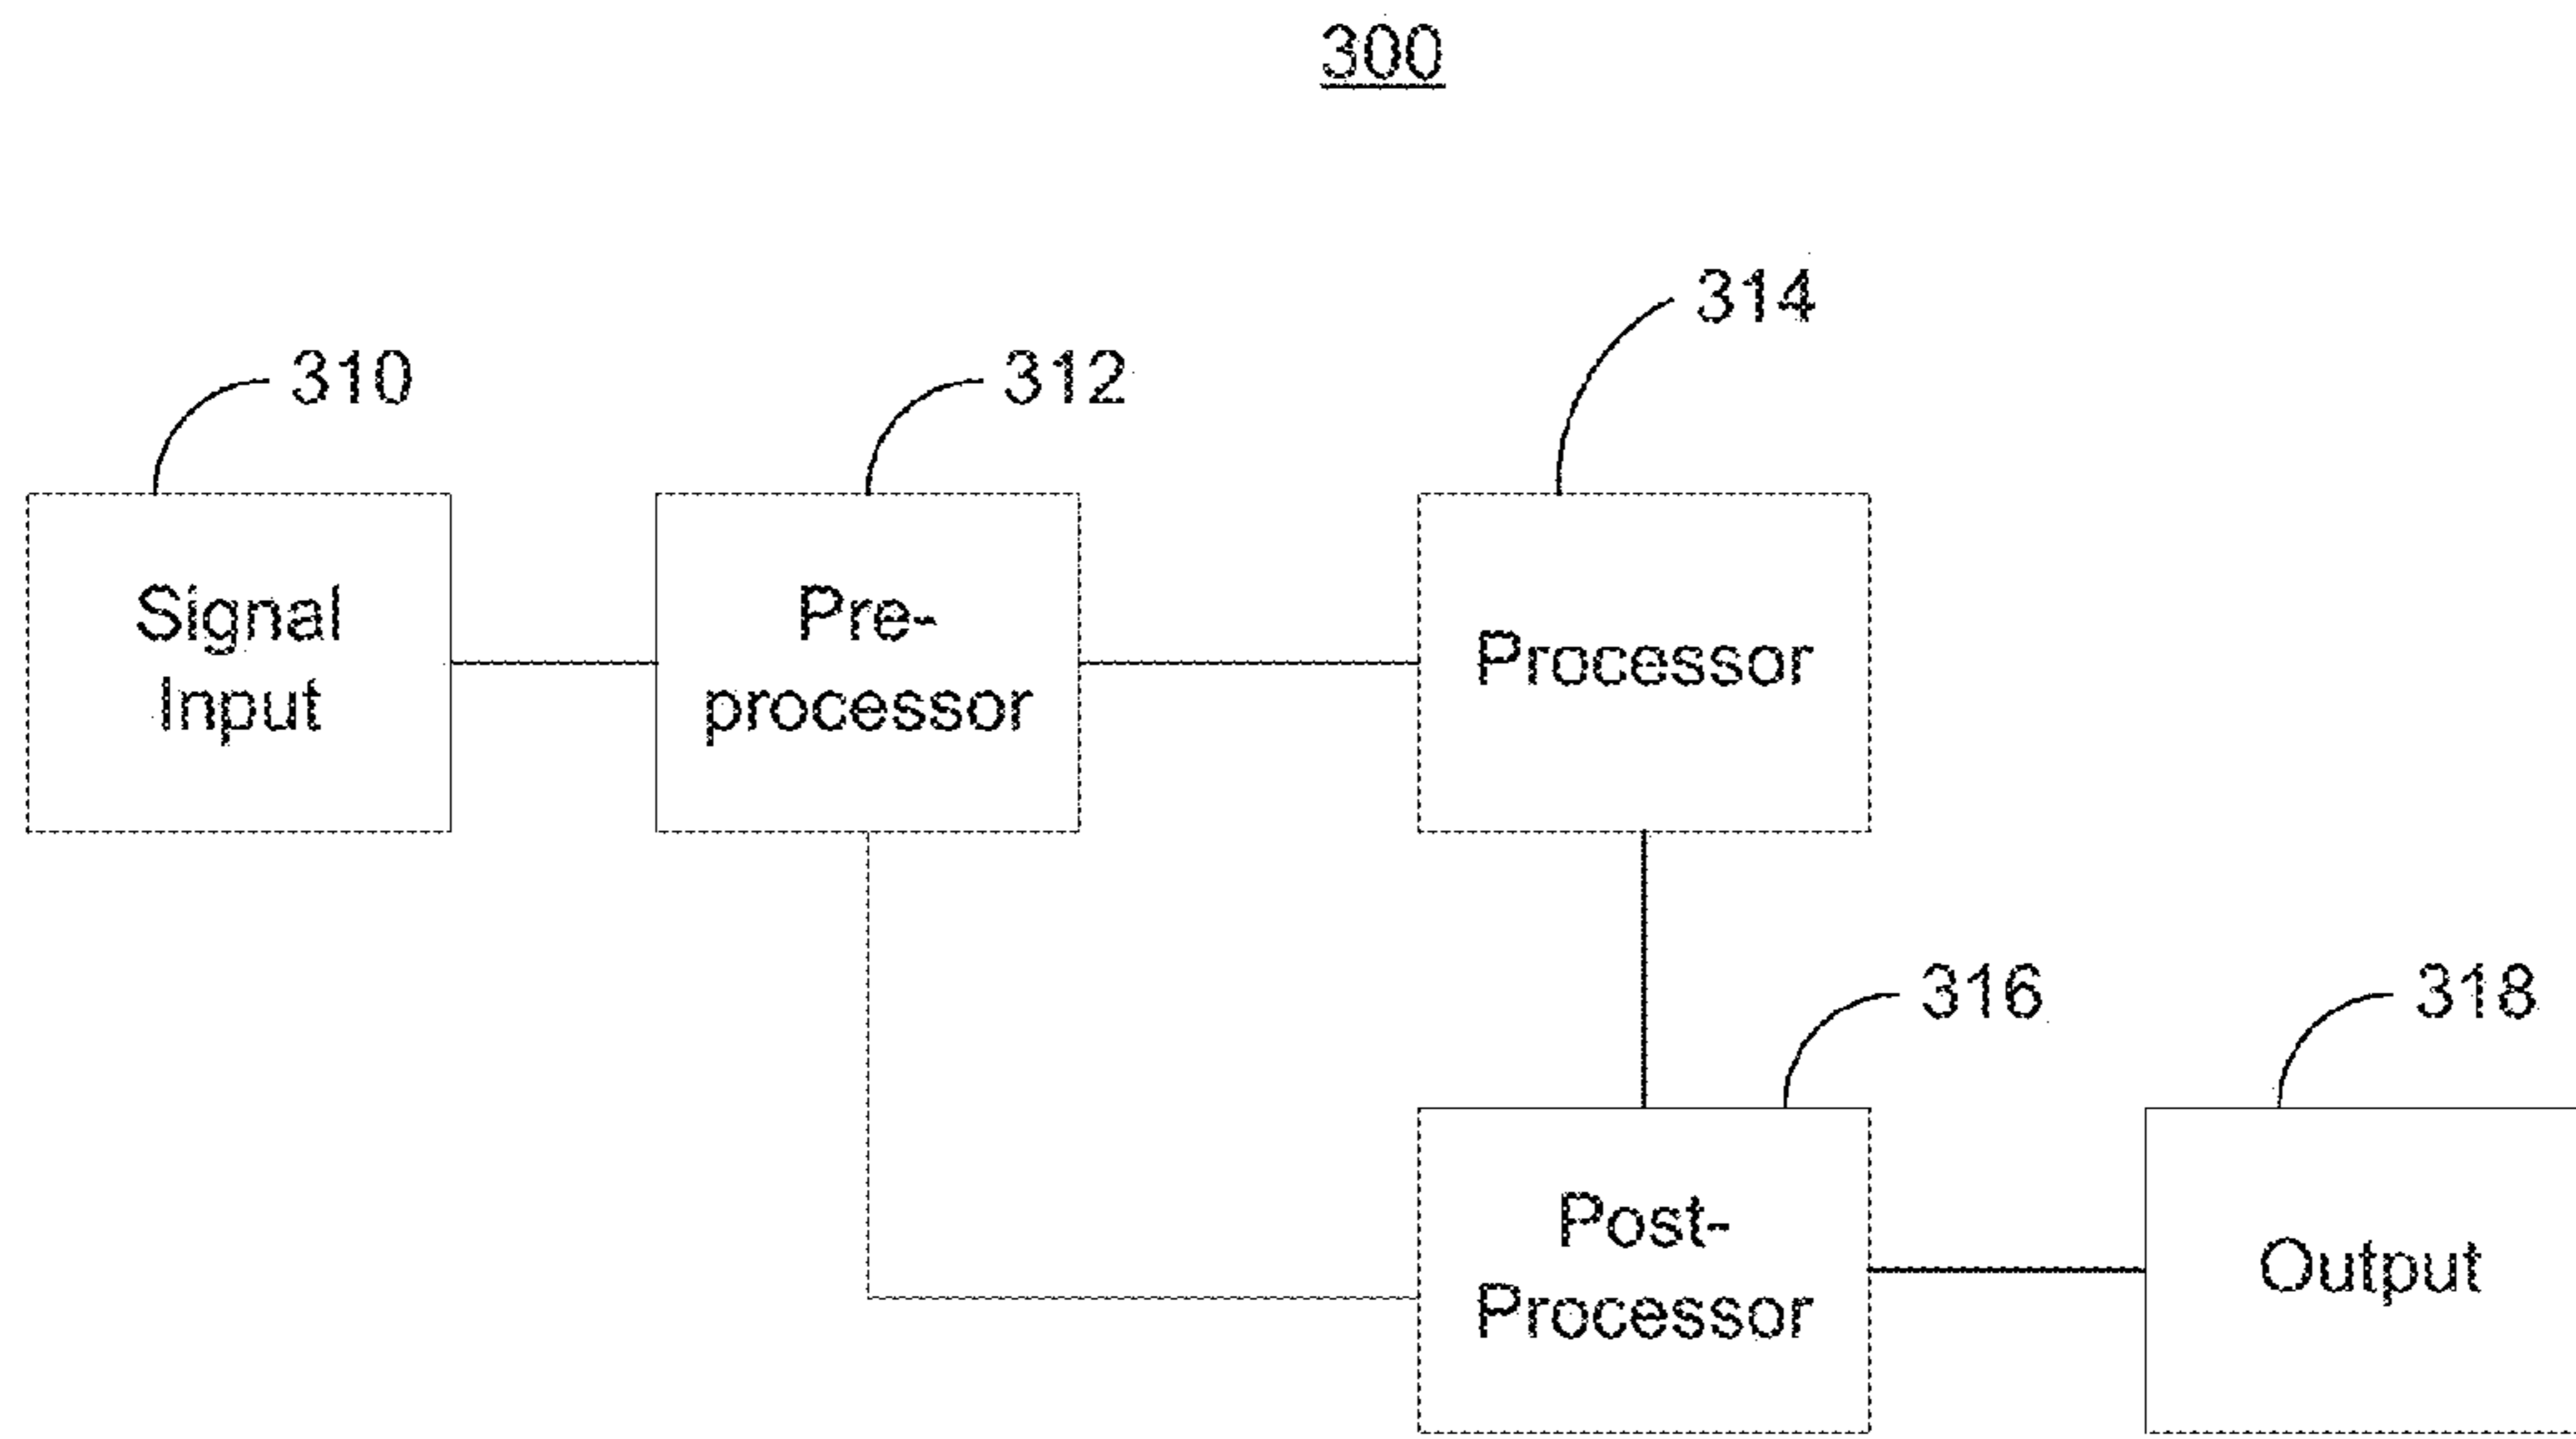 300
314
310
312
Signal
Input
Pre-
processor
Processor
316
318
Post-
Processor
Output